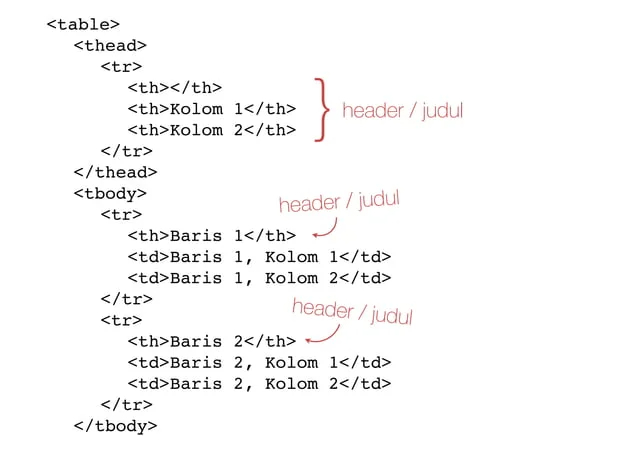 <table>
<thead>
<tr>
<th></th>
<th>Kolom 1</th>
<th>Kolom 2</th>
header / judul
</tr>
</thead>
<tbody>
<tr>
header / judul
<th>Baris 1</th>
<td>Baris 1, Kolom 1</td>
<td>Baris 1, Kolom 2</td>
</tr>
<tr>
header / judul
<th>Baris 2</th>
<td>Baris 2, Kolom 1</td>
<td>Baris 2, Kolom 2</td>
</tr>
</tbody>